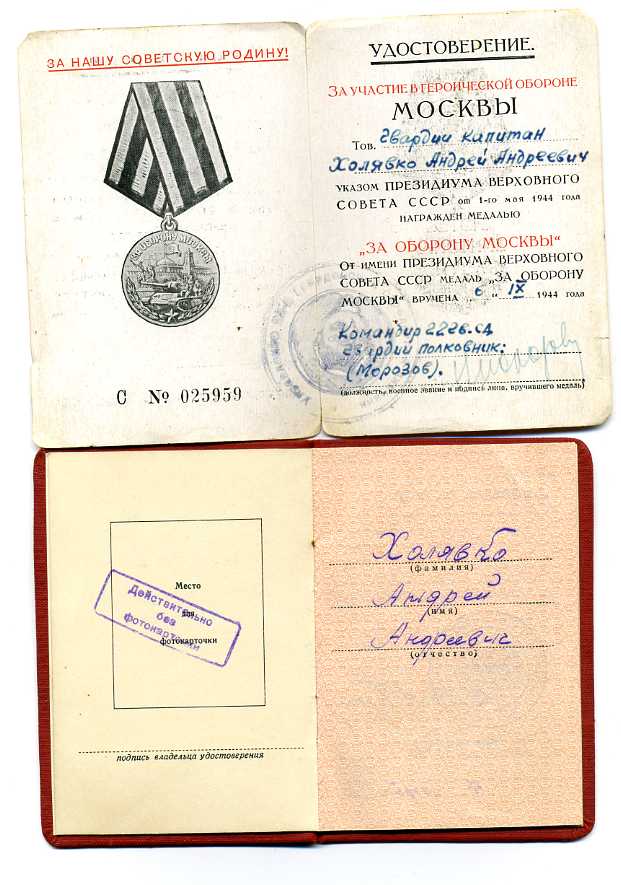 ЗА НАШУ СОВЕТСКУЮ РОДИНУ!
ЗА ОБОРОНУ МОСКВЫ
С № 025959
УДОСТОВЕРЕНИЕ.
ЗА УЧАСТИЕ В ГЕРОИЧЕСКОЙ ОБОРОНЕ
МОСКВЫ
Тов. гвардии капитан
Холявко Андрей Андреевич
УКАЗОМ ПРЕЗИДИУМА ВЕРХОВНОГО
СОВЕТА СССР от 1-го мая 1944 года
НАГРАЖДЕН МЕДАЛЬЮ
„ЗА ОБОРОНУ МОСКВЫ“
От имени ПРЕЗИДИУМА ВЕРХОВНОГО
СОВЕТА СССР МЕДАЛЬ „ЗА ОБОРОНУ
МОСКВЫ“ ВРУЧЕНА „6“ IX 1944 года
Командир 22 гв. сд
гвардии полковник:
(Морозов).
(должность, военное звание и подпись лица, вручившего медаль)
Место
для
фотокарточки
Действительно
без
фотокарточки
подпись владельца удостоверения
Холявко
(фамилия)
Андрей
(имя)
Андреевич
(отчество)